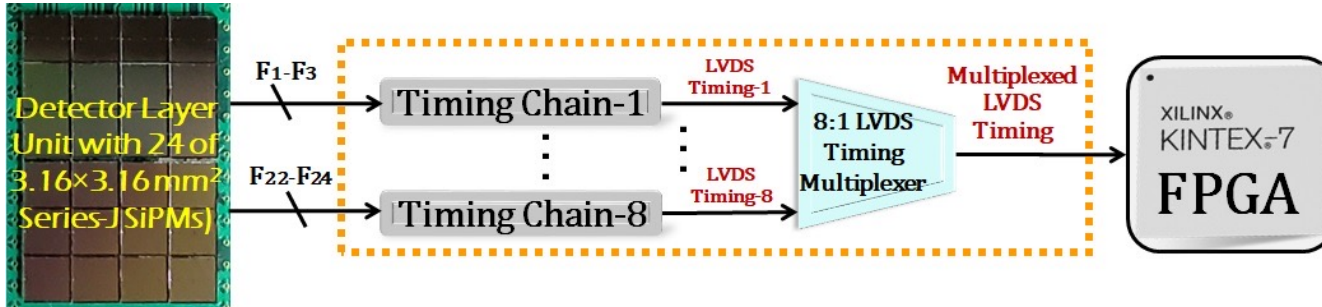 Detector Layer
Unit with 24 of
3.16×3.16 mm²
Series-J SiPMs)
F1-F3
F22-F24
Timing Chain-1
Timing Chain-8
LVDS
Timing-1
LVDS
Timing-8
8:1 LVDS
Timing
Multiplexer
Multiplexed
LVDS
Timing
XILINX®
KINTEX®-7
FPGA